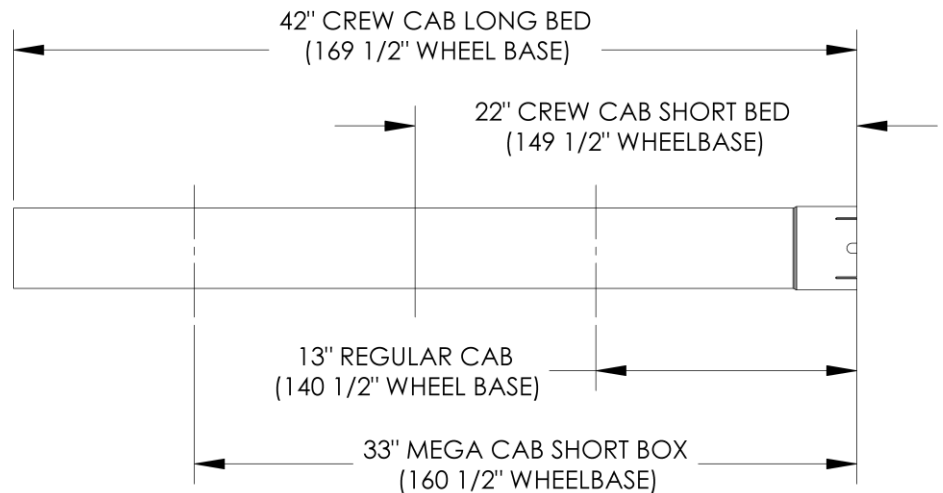 42" CREW CAB LONG BED
(169 1/2" WHEEL BASE)
22" CREW CAB SHORT BED
(149 1/2" WHEELBASE)
13" REGULAR CAB
(140 1/2" WHEEL BASE)
33" MEGA CAB SHORT BOX
(160 1/2" WHEELBASE)